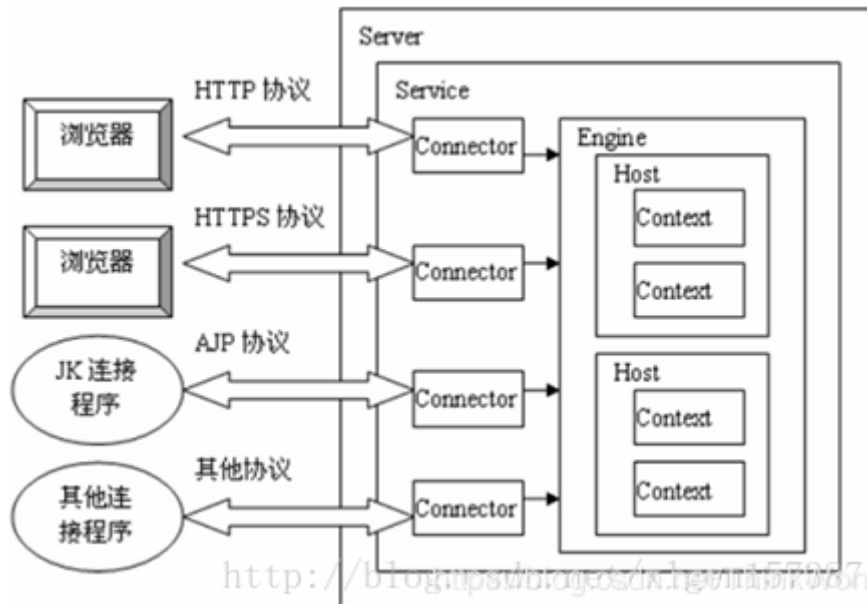 Server
HTTP 协议
Service
浏览器
Connector
Engine
Host
Context
HTTPS 协议
浏览器
Connector
Context
AJP 协议
JK 连接
程序
Connector
Host
Context
其他协议
Context
其他连
接程序
Connector